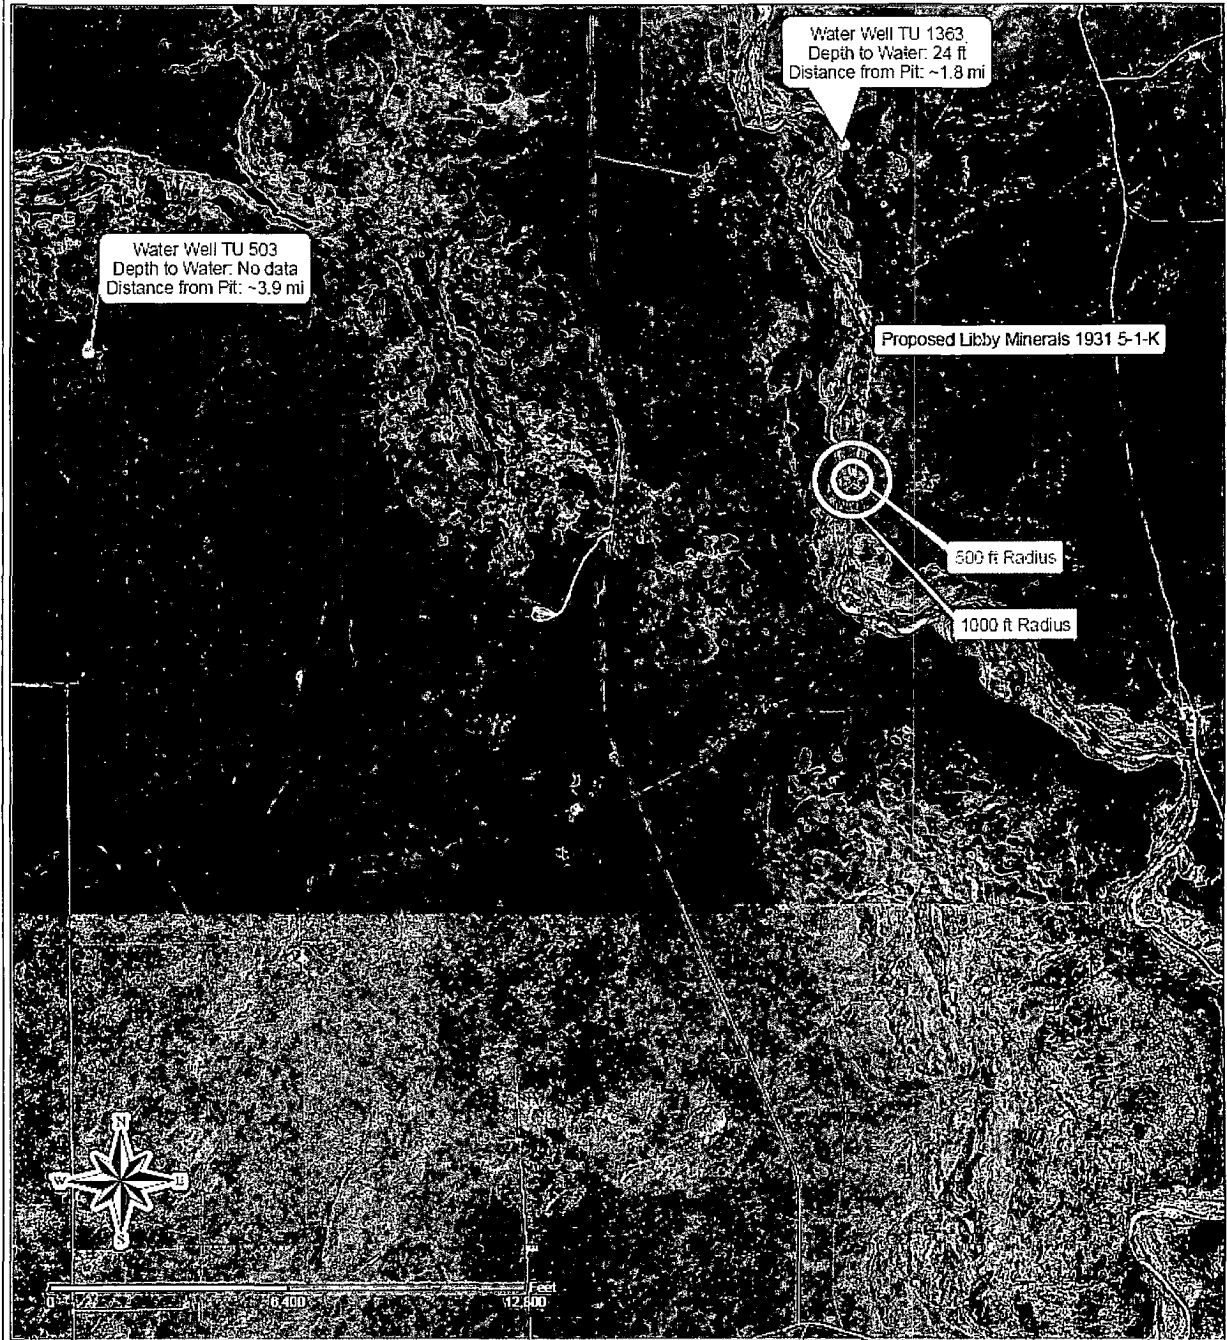 Water Well TU 1363
Depth to Water: 24 ft
Distance from Pit: ~1.8 mi
Water Well TU 503
Depth to Water: No data
Distance from Pit: ~3.9 mi
Proposed Libby Minerals 1931 5-1-K
500 ft Radius
1000 ft Radius
N
W
E
S
Feet
0
6,400
12,800